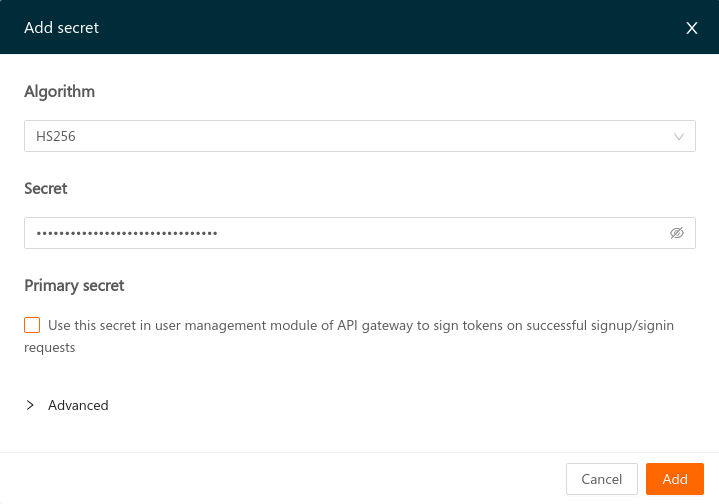 Add secret
Algorithm
HS256
Secret
••••••••••••••••••••••••••••••••
Primary secret
Use this secret in user management module of API gateway to sign tokens on successful signup/signin
requests
Advanced
Cancel
Add